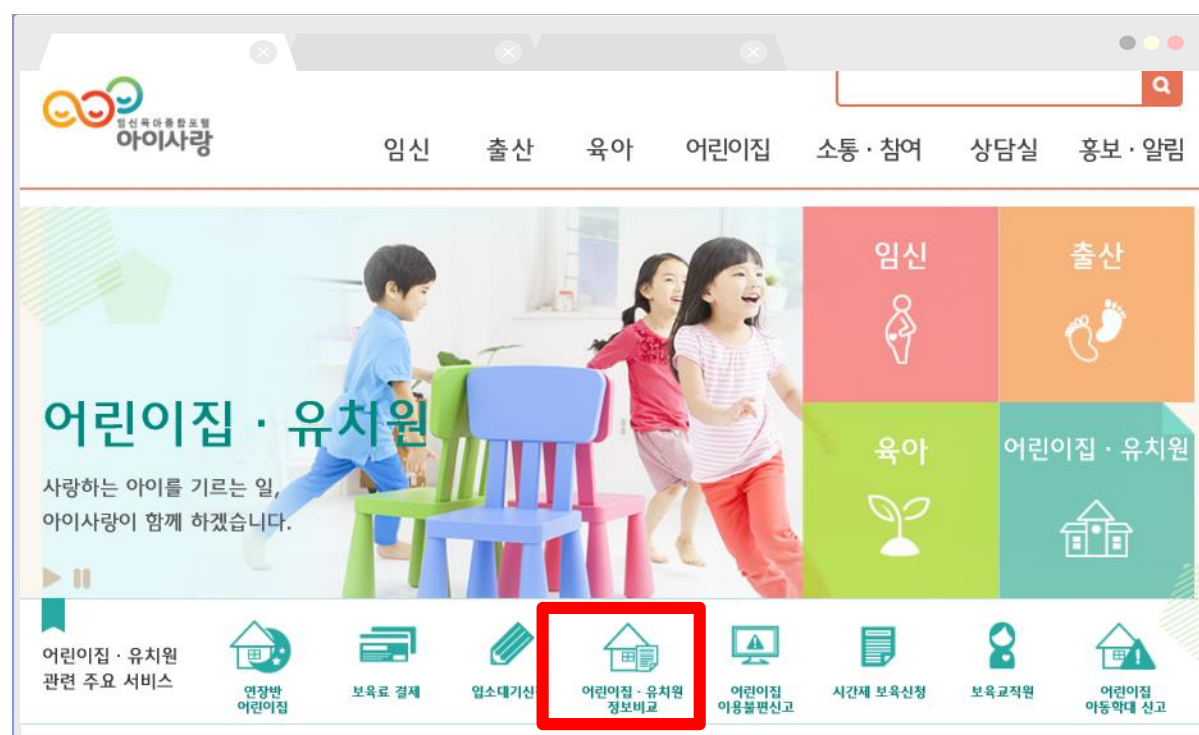 임신육아종합포털
아이사랑
임신 출산 육아 어린이집 소통 · 참여 상담실 홍보 · 알림
임신
출산
어린이집 · 유치원
사랑하는 아이를 기르는 일,
아이사랑이 함께 하겠습니다.
육아
어린이집 · 유치원
어린이집 · 유치원
관련 주요 서비스
연장반
어린이집
보육료 결제
입소대기신
어린이집 · 유치원
정보비교
어린이집
이용불편신고
시간제 보육신청
보육교직원
어린이집
아동학대 신고